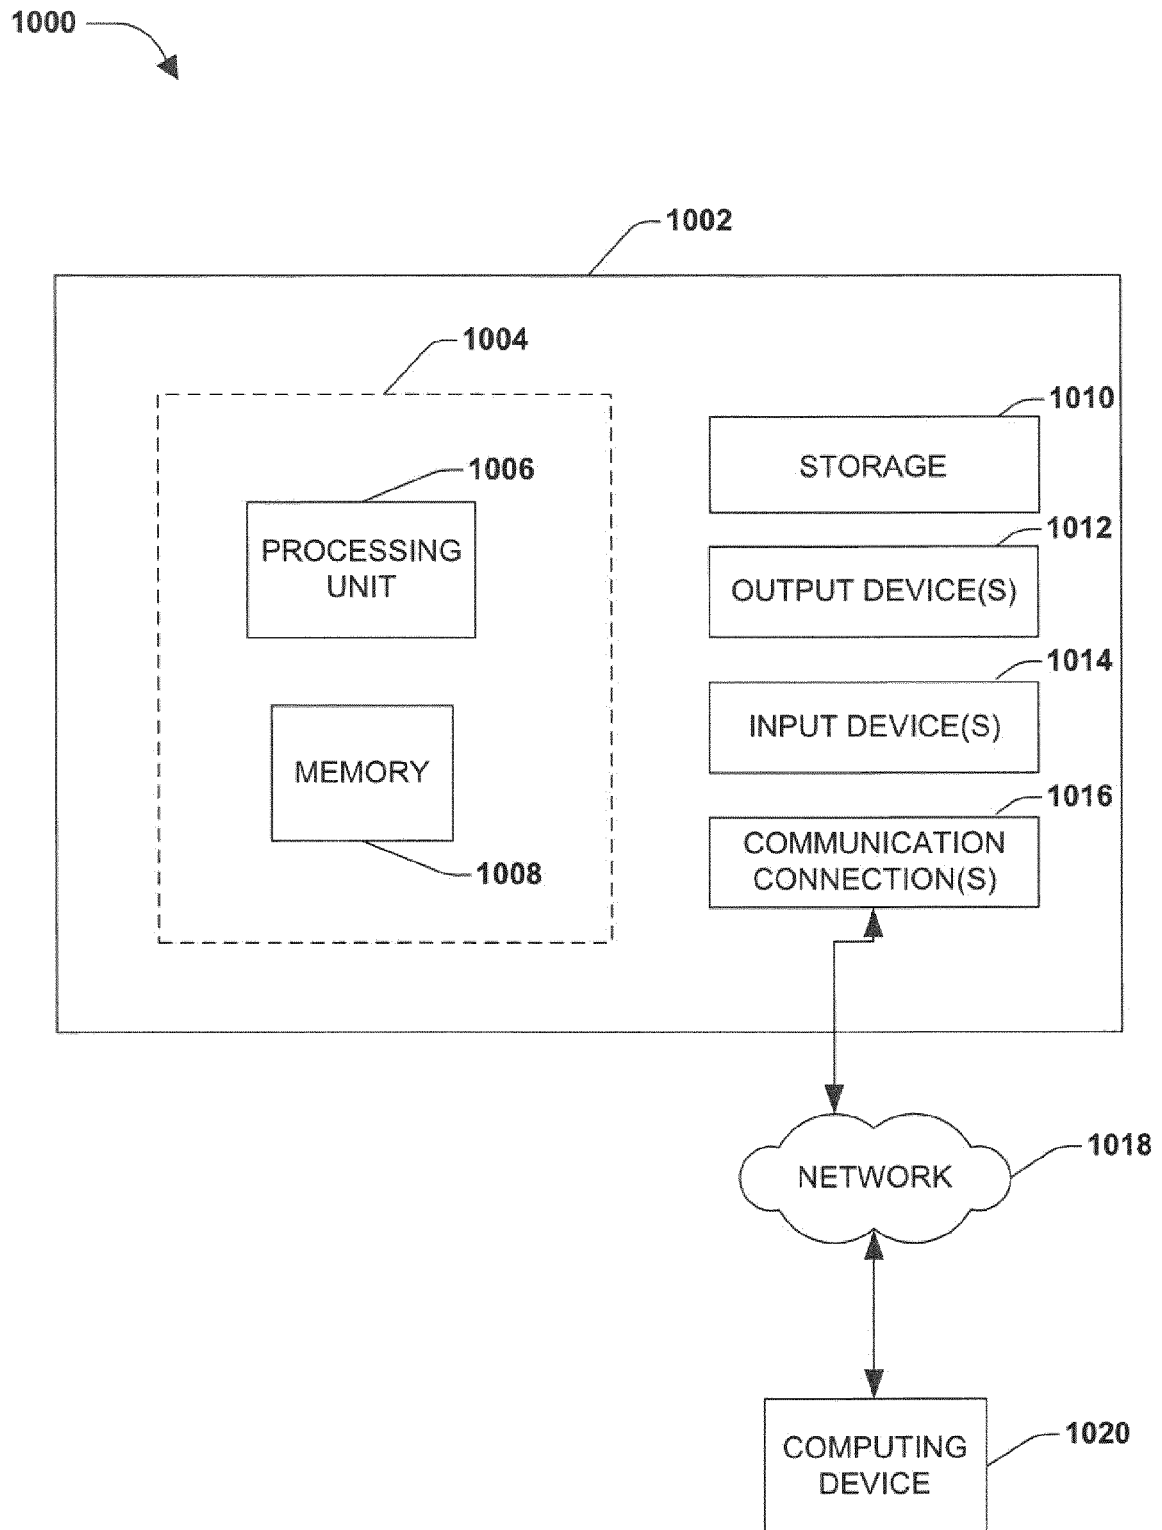 1000
1002
1004
1010
STORAGE
1006
PROCESSING
UNIT
1012
OUTPUT DEVICE(S)
1014
INPUT DEVICE(S)
MEMORY
1008
1016
COMMUNICATION
CONNECTION(S)
1018
NETWORK
1020
COMPUTING
DEVICE